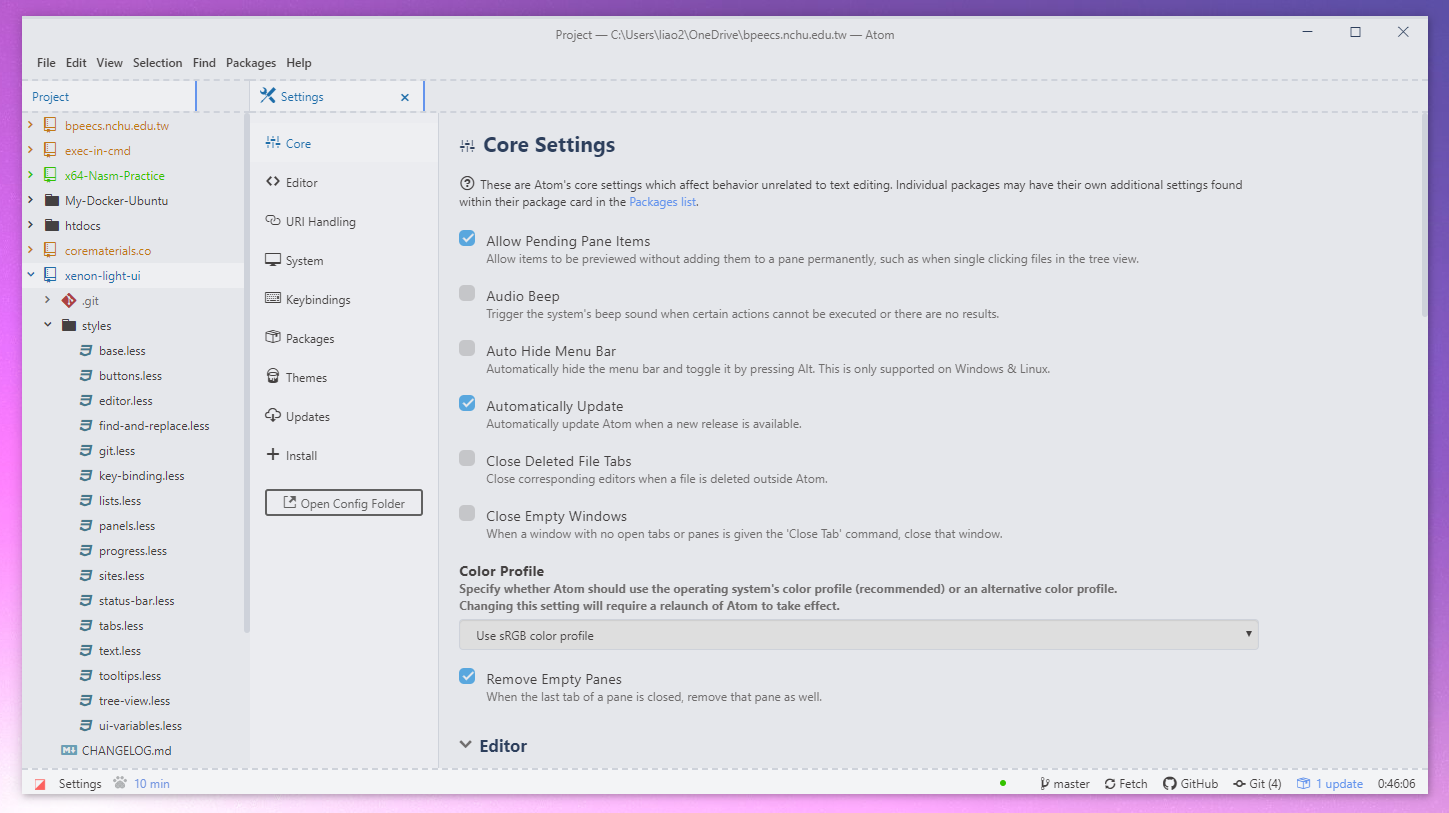 Project — C:\Users\liao2\OneDrive\bpeecs.nchu.edu.tw — Atom
File Edit View Selection Find Packages Help
Project
bpeecs.nchu.edu.tw
exec-in-cmd
x64-Nasm-Practice
My-Docker-Ubuntu
htdocs
corematerials.co
xenon-light-ui
.git
styles
base.less
buttons.less
editor.less
find-and-replace.less
git.less
key-binding.less
lists.less
panels.less
progress.less
sites.less
status-bar.less
tabs.less
text.less
tooltips.less
tree-view.less
ui-variables.less
CHANGELOG.md
Settings
Core
Editor
URI Handling
System
Keybindings
Packages
Themes
Updates
Install
Open Config Folder
Core Settings
These are Atom's core settings which affect behavior unrelated to text editing. Individual packages may have their own additional settings found
within their package card in the Packages list.
Allow Pending Pane Items
Allow items to be previewed without adding them to a pane permanently, such as when single clicking files in the tree view.
Audio Beep
Trigger the system's beep sound when certain actions cannot be executed or there are no results.
Auto Hide Menu Bar
Automatically hide the menu bar and toggle it by pressing Alt. This is only supported on Windows & Linux.
Automatically Update
Automatically update Atom when a new release is available.
Close Deleted File Tabs
Close corresponding editors when a file is deleted outside Atom.
Close Empty Windows
When a window with no open tabs or panes is given the 'Close Tab' command, close that window.
Color Profile
Specify whether Atom should use the operating system's color profile (recommended) or an alternative color profile.
Changing this setting will require a relaunch of Atom to take effect.
Use sRGB color profile
Remove Empty Panes
When the last tab of a pane is closed, remove that pane as well.
Editor
Settings 10 min
master Fetch GitHub Git (4) 1 update 0:46:06